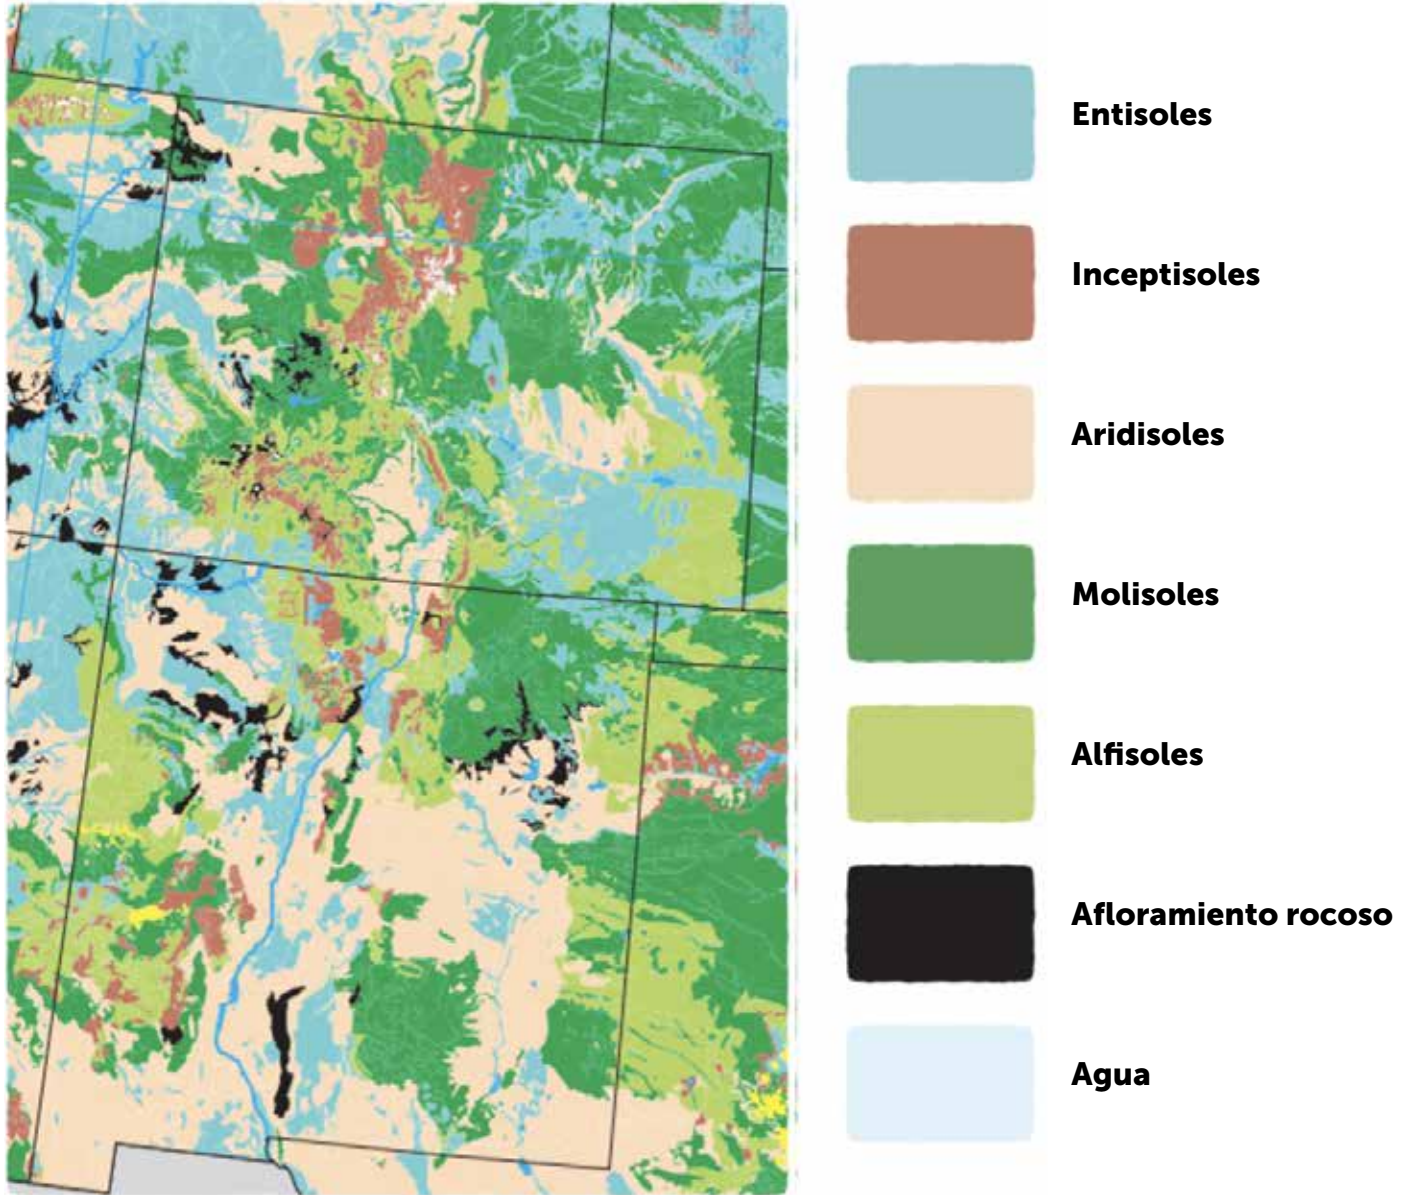 Entisoles
Inceptisoles
Aridisoles
Molisoles
Alfisoles
Afloramiento rocoso
Agua